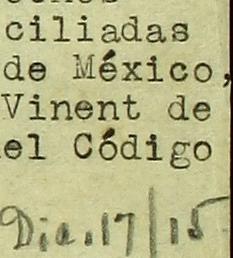 ciliadas
de México,
Vinent de
el Código
Dia. 17/15